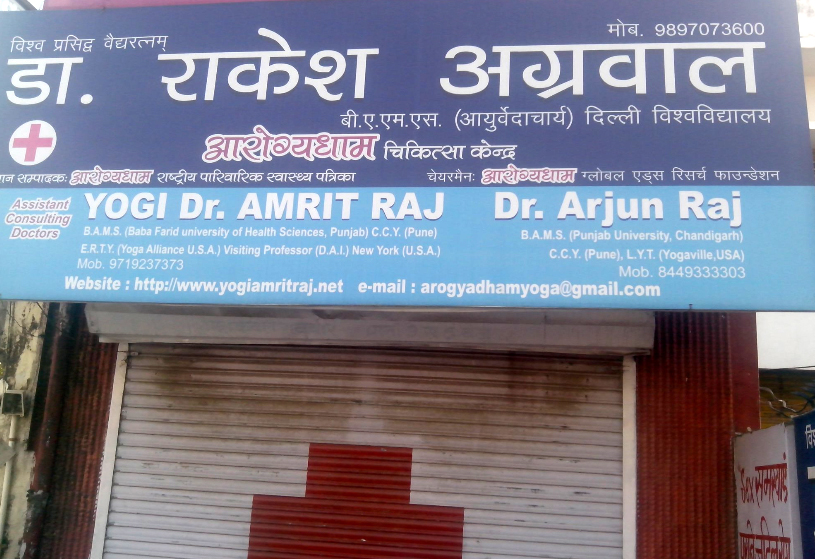 विश्व प्रसिद्व वैद्यरत्नम्
मोब. 9897073600
डा. राकेश अग्रवाल
बी.ए.एम.एस. (आयुर्वेदाचार्य) दिल्ली विश्वविद्यालय
आरोग्यधाम चिकित्सा केन्द्र
सम्पादकः आरोग्यधाम राष्ट्रीय पारिवारिक स्वास्थ्य पत्रिका
चेयरमैनः आरोग्यधाम ग्लोबल एड्स रिसर्च फाउन्डेशन
Assistant
Consulting
Doctors
YOGI Dr. AMRIT RAJ
B.A.M.S. (Baba Farid university of Health Sciences, Punjab) C.C.Y. (Pune)
E.R.T.Y. (Yoga Alliance U.S.A.) Visiting Professor (D.A.I.) New York (U.S.A.)
Mob. 9719237373
Dr. Arjun Raj
B.A.M.S. (Punjab University, Chandigarh)
C.C.Y. (Pune), L.Y.T. (Yogaville,USA)
Mob. 8449333303
Website : http://www.yogiamritraj.net e-mail : arogyadhamyoga@gmail.com